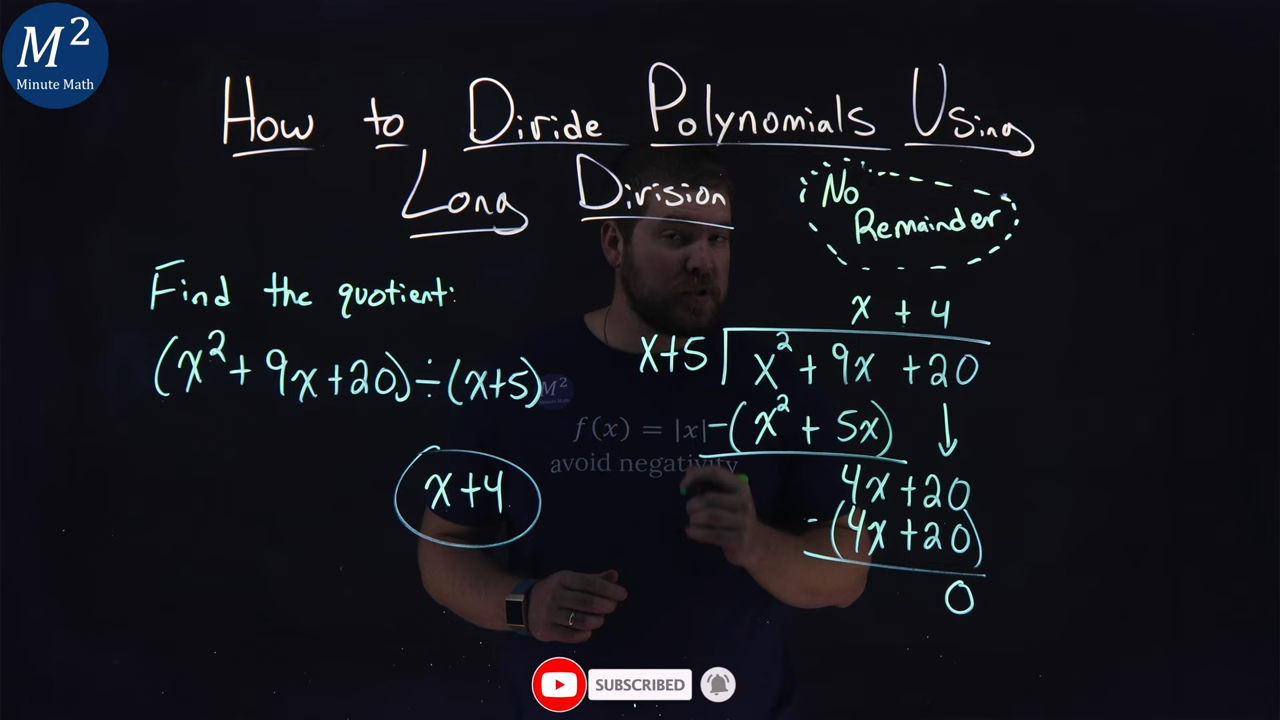 M²
Minute Math
How to Divide Polynomials Using
Long Division
No
Remainder
Find the quotient:
(x² + 9x + 20) ÷ (x+5)
x+4
x + 4
x+5 x² + 9x + 20
-(x² + 5x) ↓
4x + 20
-(4x + 20)
0
M²
f(x) = |x|
avoid negativity
SUBSCRIBED